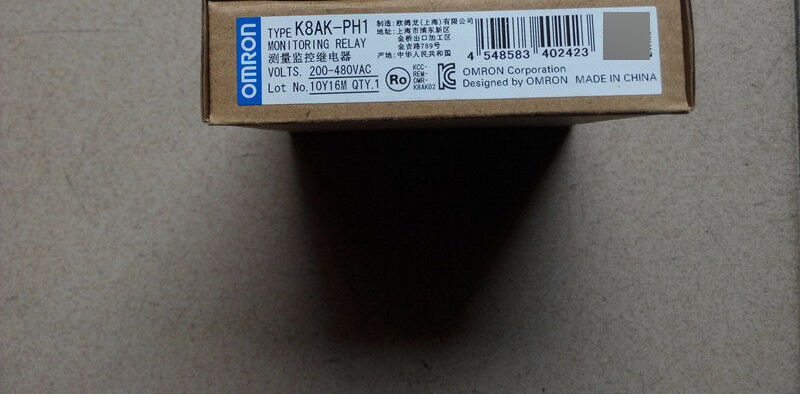 OMRON
TYPE K8AK-PH1
MONITORING RELAY
测量监控继电器
VOLTS. 200-480VAC
Lot No. 10Y16M QTY.1
制造: 欧姆龙(上海)有限公司
地址: 上海市浦东新区
金桥出口加工区
金吉路789号
产地: 中华人民共和国
Ro
KCC-
REM-
OMR-
K8AK02
4 548583 402423
OMRON Corporation
Designed by OMRON MADE IN CHINA